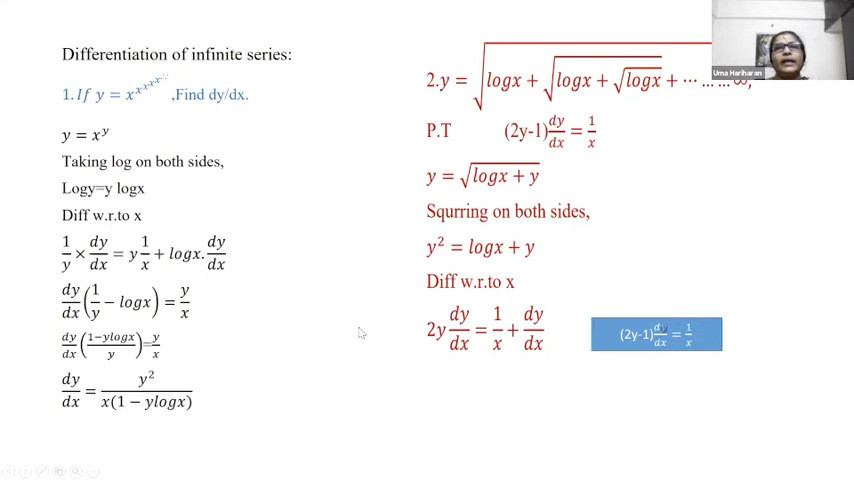 Differentiation of infinite series:
1. If y = x^x^x^x^x^⋰ ,Find dy/dx.
y = x^y
Taking log on both sides,
Logy=y logx
Diff w.r.to x
1/y × dy/dx = y 1/x + logx. dy/dx
dy/dx (1/y − logx) = y/x
dy/dx (1−ylogx/y)=y/x
dy/dx = y²/x(1 − ylogx)
2.y = √(logx + √(logx + √logx + ⋯ … … ∞,
P.T (2y-1) dy/dx = 1/x
y = √(logx + y)
Squrring on both sides,
y² = logx + y
Diff w.r.to x
2y dy/dx = 1/x + dy/dx
(2y-1) dy/dx = 1/x
Uma Hariharan